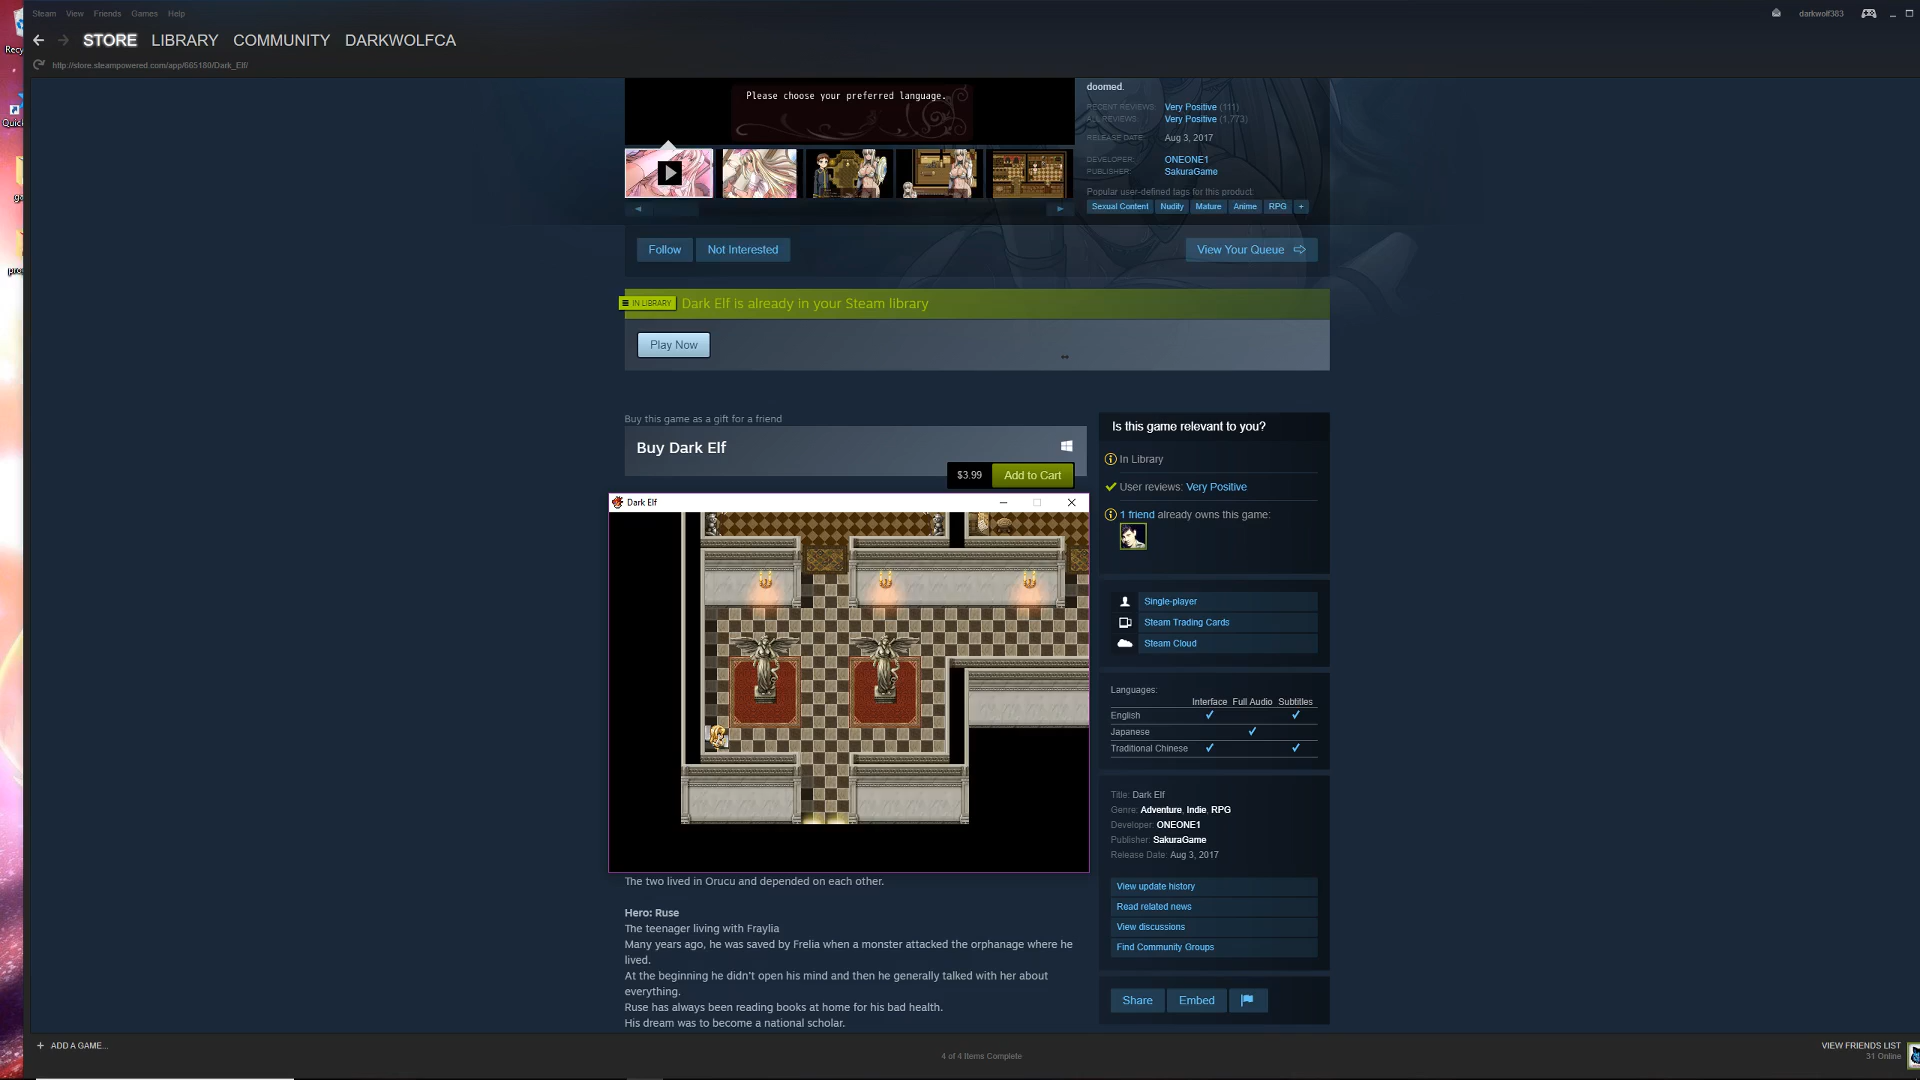 Steam View Friends Games Help
darkwolf383
STORE LIBRARY COMMUNITY DARKWOLFCA
http://store.steampowered.com/app/665180/Dark_Elf/
Please choose your preferred language.
doomed.
RECENT REVIEWS: Very Positive (111)
ALL REVIEWS: Very Positive (1,773)
RELEASE DATE: Aug 3, 2017
DEVELOPER: ONEONE1
PUBLISHER: SakuraGame
Popular user-defined tags for this product:
Sexual Content Nudity Mature Anime RPG +
Follow Not Interested View Your Queue
IN LIBRARY Dark Elf is already in your Steam library
Play Now
Buy this game as a gift for a friend
Buy Dark Elf
$3.99 Add to Cart
Dark Elf
The two lived in Orucu and depended on each other.
Hero: Ruse
The teenager living with Fraylia
Many years ago, he was saved by Frelia when a monster attacked the orphanage where he
lived.
At the beginning he didn't open his mind and then he generally talked with her about
everything.
Ruse has always been reading books at home for his bad health.
His dream was to become a national scholar.
Is this game relevant to you?
In Library
User reviews: Very Positive
1 friend already owns this game:
Single-player
Steam Trading Cards
Steam Cloud
Languages:
Interface Full Audio Subtitles
English
Japanese
Traditional Chinese
Title: Dark Elf
Genre: Adventure, Indie, RPG
Developer: ONEONE1
Publisher: SakuraGame
Release Date: Aug 3, 2017
View update history
Read related news
View discussions
Find Community Groups
Share Embed
+ ADD A GAME...
4 of 4 Items Complete
VIEW FRIENDS LIST
31 Online